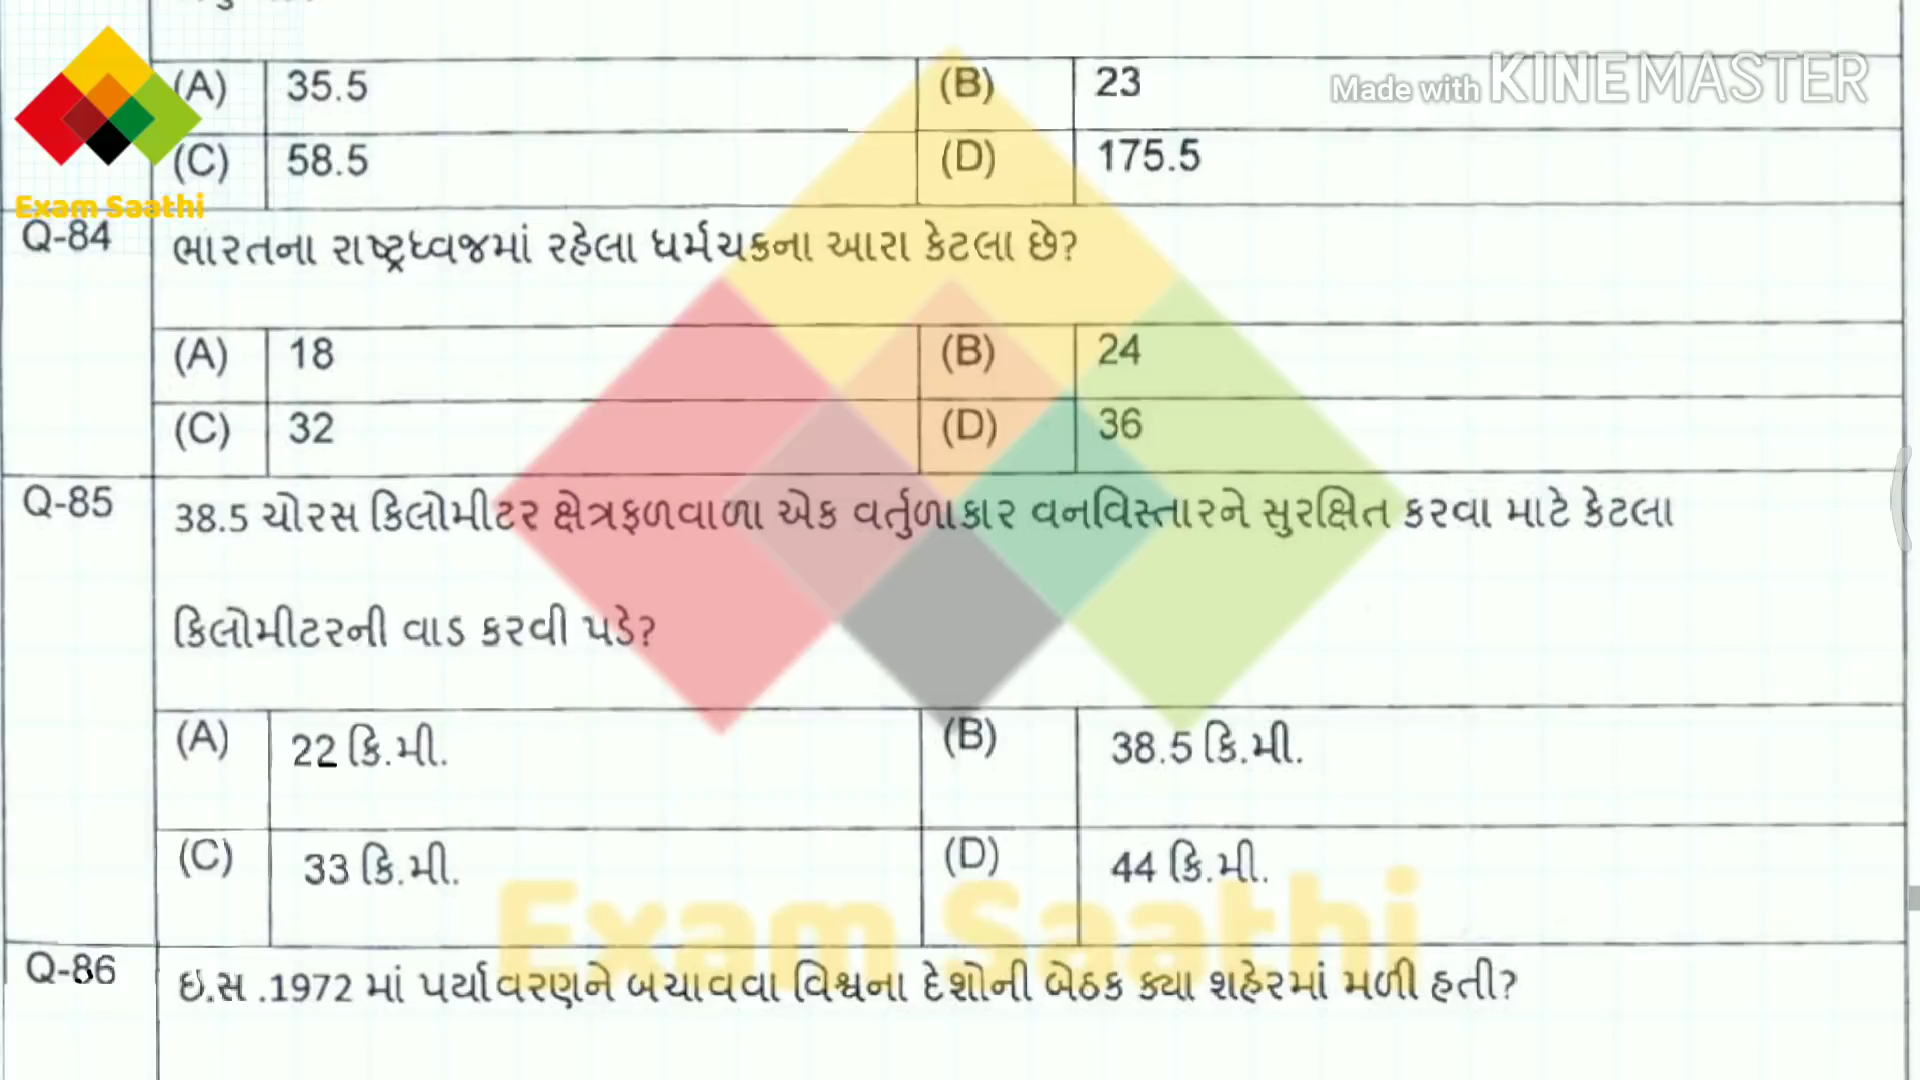 (A) 35.5 (B) 23
Made with KINEMASTER
(C) 58.5 (D) 175.5
Exam Saathi
Q-84 ભારતના રાષ્ટ્રધ્વજમાં રહેલા ધર્મચક્રના આરા કેટલા છે?
(A) 18 (B) 24
(C) 32 (D) 36
Q-85 38.5 ચોરસ કિલોમીટર ક્ષેત્રફળવાળા એક વર્તુળાકાર વનવિસ્તારને સુરક્ષિત કરવા માટે કેટલા
કિલોમીટરની વાડ કરવી પડે?
(A) 22 કિ.મી. (B) 38.5 કિ.મી.
(C) 33 કિ.મી. (D) 44 કિ.મી.
Exam Saathi
Q-86 ઇ.સ .1972 માં પર્યાવરણને બચાવવા વિશ્વના દેશોની બેઠક ક્યા શહેરમાં મળી હતી?